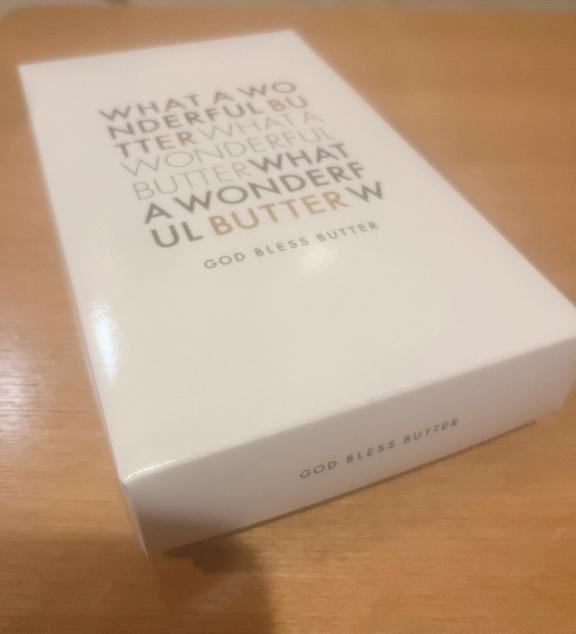 WHAT A WO
NDERFUL BU
TTER WHAT A
WONDERFUL
BUTTER WHAT
A WONDERF
UL BUTTER W
GOD BLESS BUTTER
GOD BLESS BUTTER